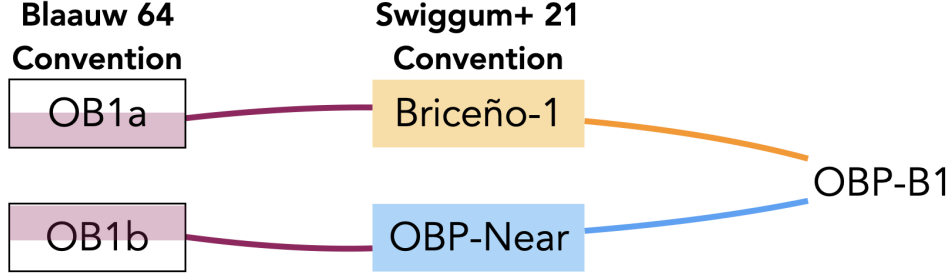 Blaauw 64
Convention
Swiggum+ 21
Convention
OB1a
Briceño-1
OBP-B1
OB1b
OBP-Near